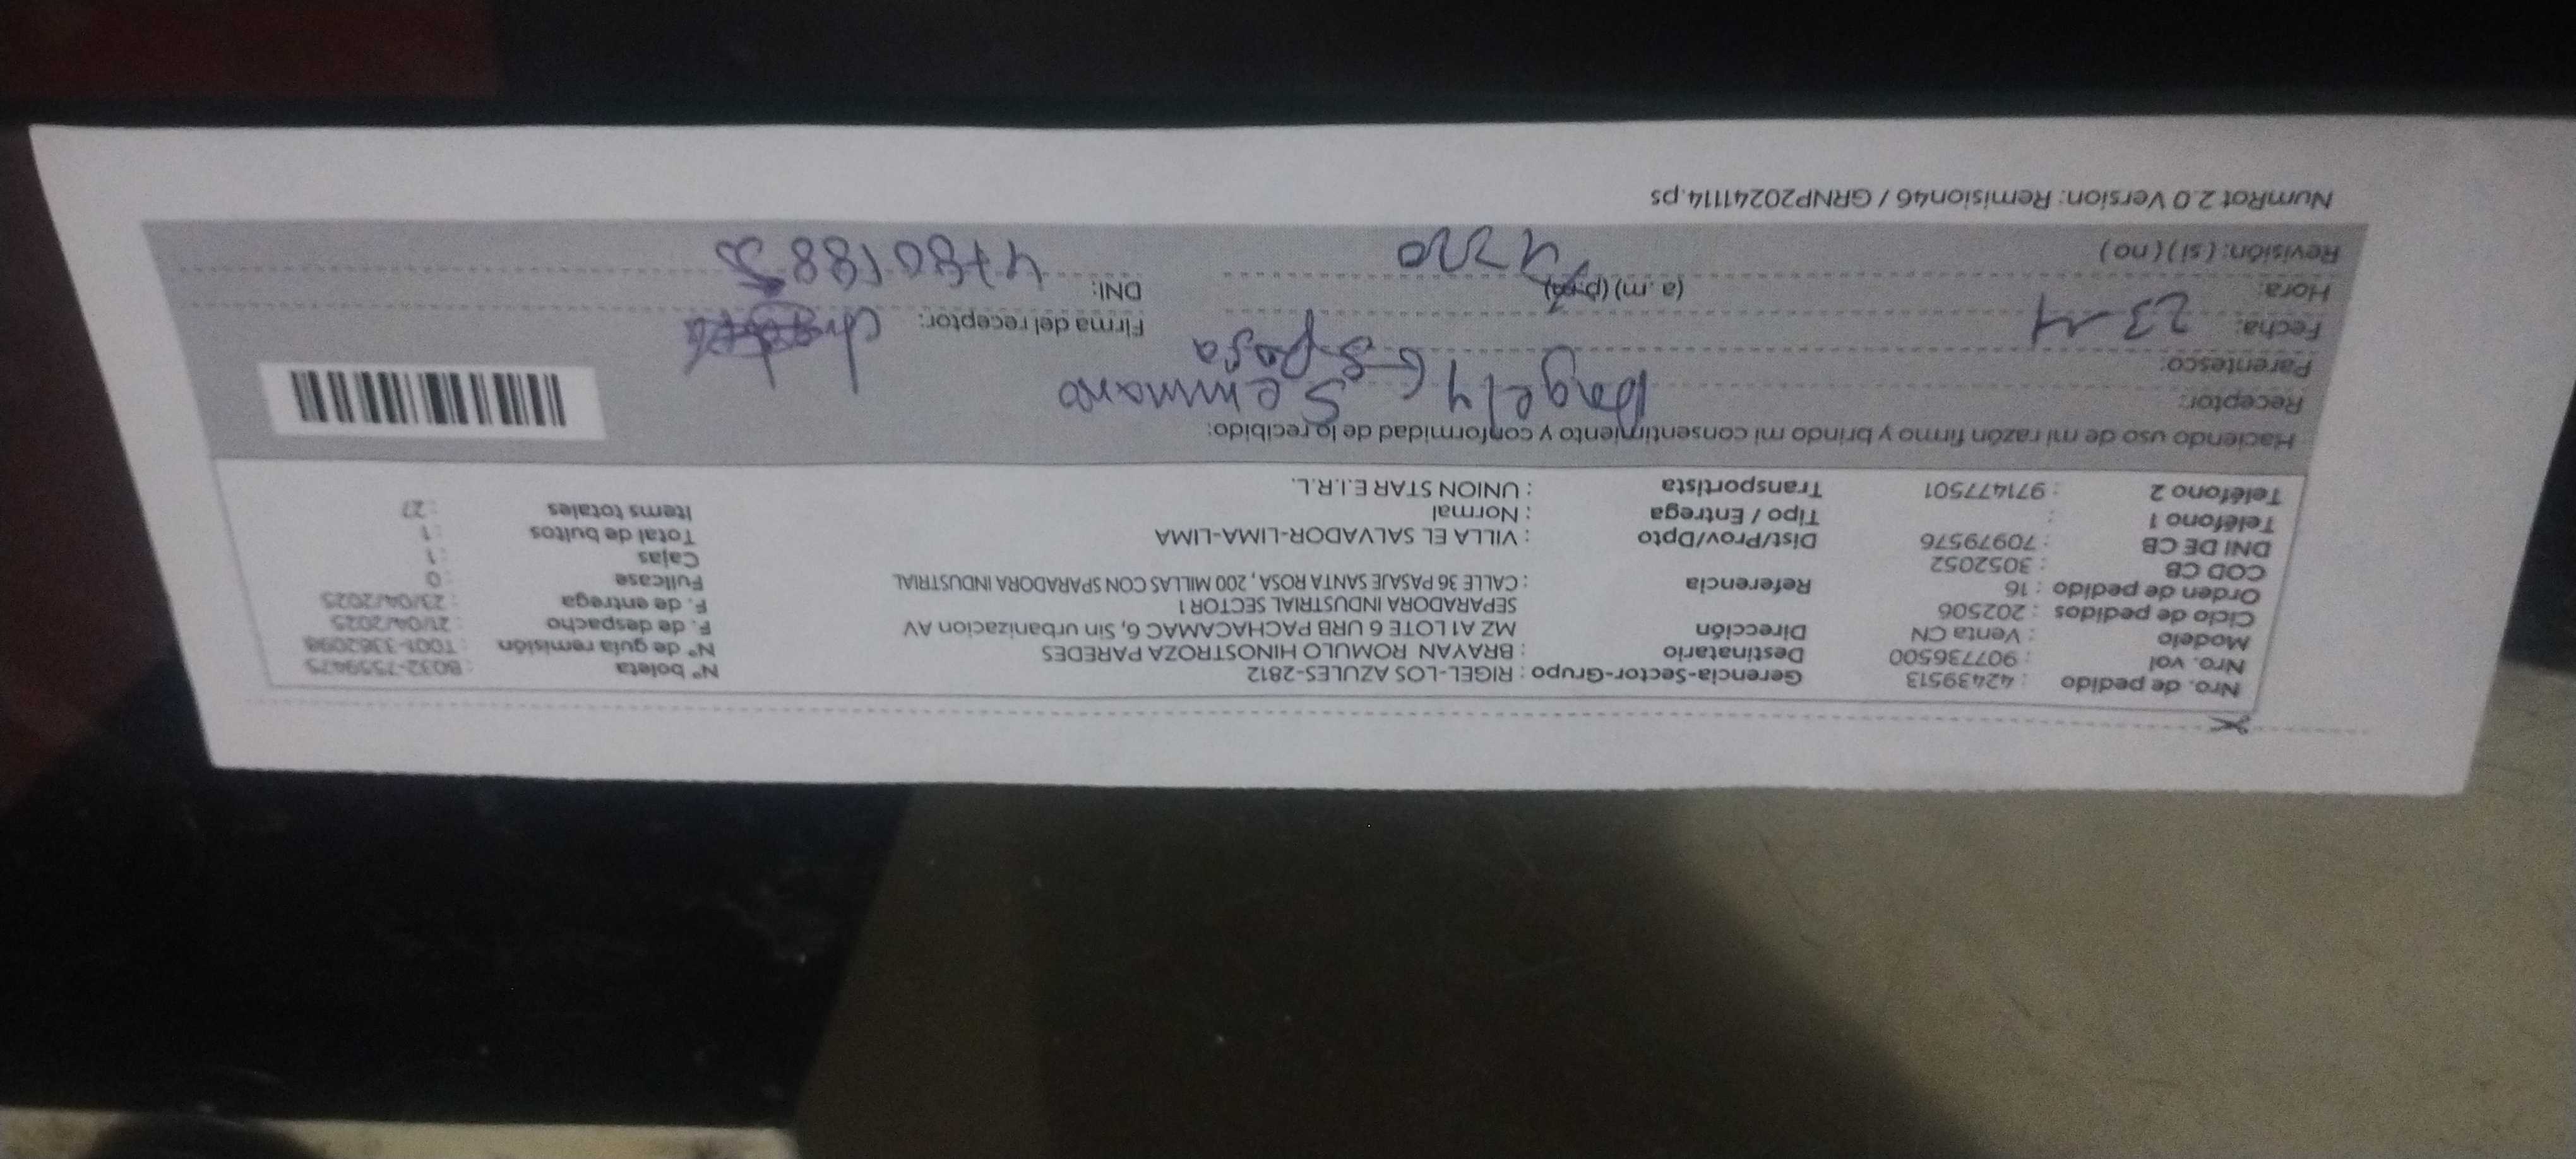 Nro. de pedido : 42439513 Gerencia-Sector-Grupo : RIGEL-LOS AZULES-2812 N° boleta : B032-7559475
Nro. vol : 907736500 Destinatario : BRAYAN ROMULO HINOSTROZA PAREDES N° de guía remisión : T001-3362098
Modelo : Venta CN Dirección MZ A1 LOTE 6 URB PACHACAMAC 6, Sin urbanizacion AV F. de despacho : 21/04/2025
Ciclo de pedidos : 202506 SEPARADORA INDUSTRIAL SECTOR 1 F. de entrega : 23/04/2025
Orden de pedido : 16 Referencia : CALLE 36 PASAJE SANTA ROSA, 200 MILLAS CON SPARADORA INDUSTRIAL Fullcase : 0
COD CB : 3052052 Cajas : 1
DNI DE CB : 70979576 Dist/Prov/Dpto : VILLA EL SALVADOR-LIMA-LIMA Total de bultos : 1
Teléfono 1 : Tipo / Entrega : Normal Items totales : 27
Teléfono 2 : 971477501 Transportista : UNION STAR E.I.R.L.
Haciendo uso de mi razón firmo y brindo mi consentimiento y conformidad de lo recibido:
Receptor:
Parentesco: Esposa
Fecha: 23-4 Firma del receptor:
Hora: (a.m) (p.m) DNI:
Revisión: (si) (no)
NumRot 2.0 Version: Remision46 / GRNP20241114.ps